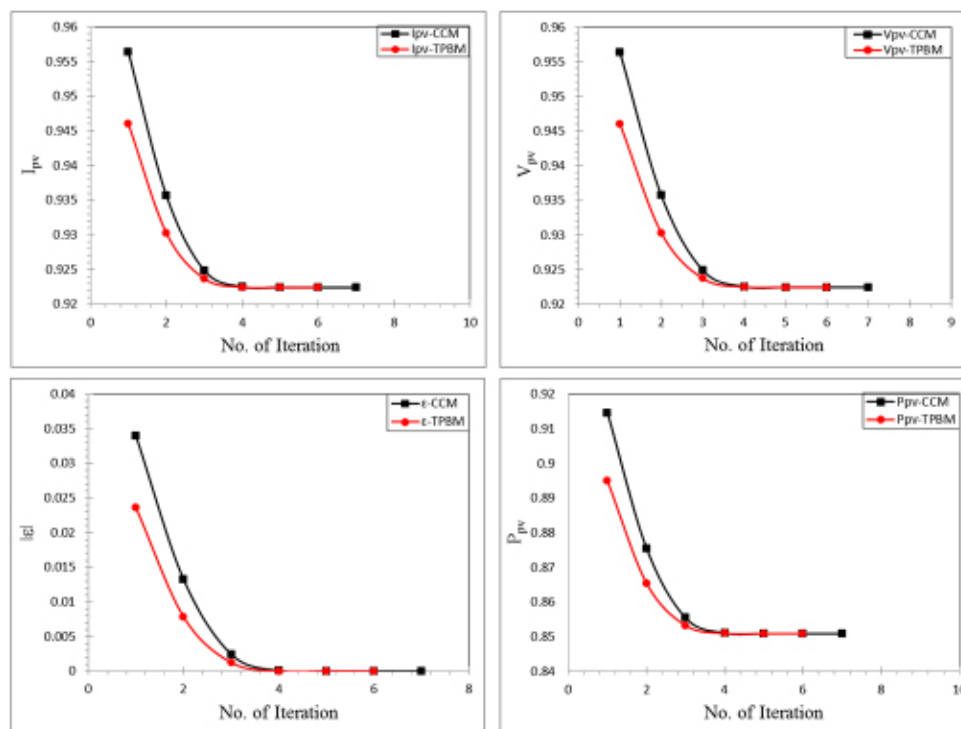 0.96
0.955
0.95
0.945
0.94
0.935
0.93
0.925
0.92
0 2 4 6 8 10
I_pv
No. of Iteration
Ipv-CCM
Ipv-TPBM
0.96
0.955
0.95
0.945
0.94
0.935
0.93
0.925
0.92
0 1 2 3 4 5 6 7 8 9
V_pv
No. of Iteration
Vpv-CCM
Vpv-TPBM
0.04
0.035
0.03
0.025
0.02
0.015
0.01
0.005
0
0 2 4 6 8
|ε|
No. of Iteration
ε-CCM
ε-TPBM
0.92
0.91
0.9
0.89
0.88
0.87
0.86
0.85
0.84
0 2 4 6 8 10
P_pv
No. of Iteration
Ppv-CCM
Ppv-TPBM